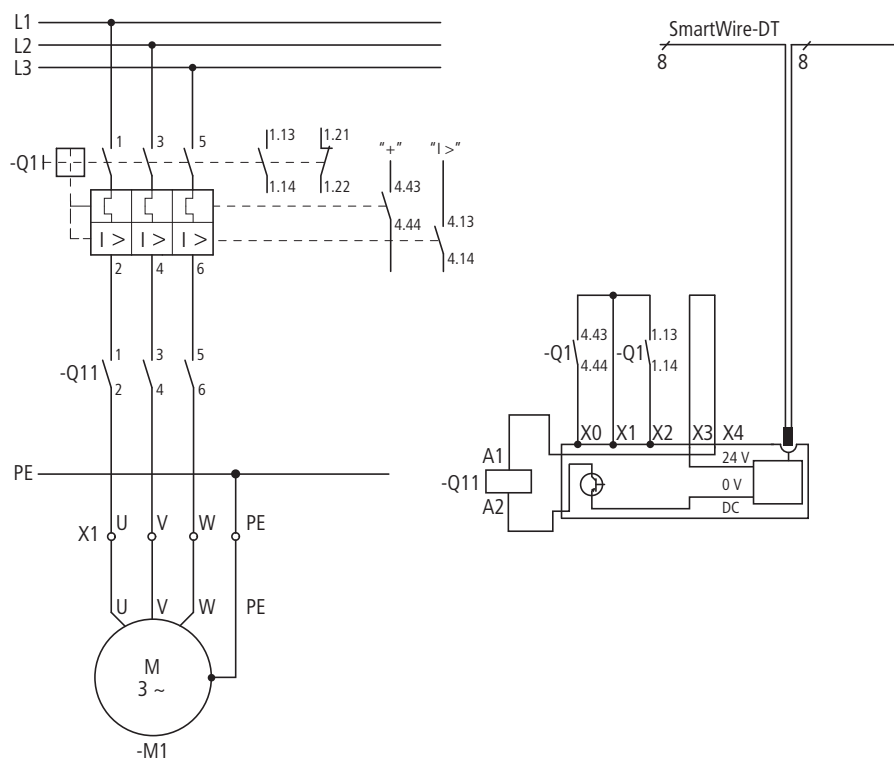 L1
L2
L3
-Q1
1 3 5
1.13 1.21
1.14 1.22
"+" "I >"
4.43
4.44
4.13
4.14
I > I > I >
2 4 6
-Q11
1 3 5
2 4 6
PE
X1
U V W PE
U V W PE
M
3 ~
-M1
SmartWire-DT
8 8
4.43 1.13
-Q1 -Q1
4.44 1.14
X0 X1 X2 X3 X4
A1
-Q11
A2
24 V
0 V
DC